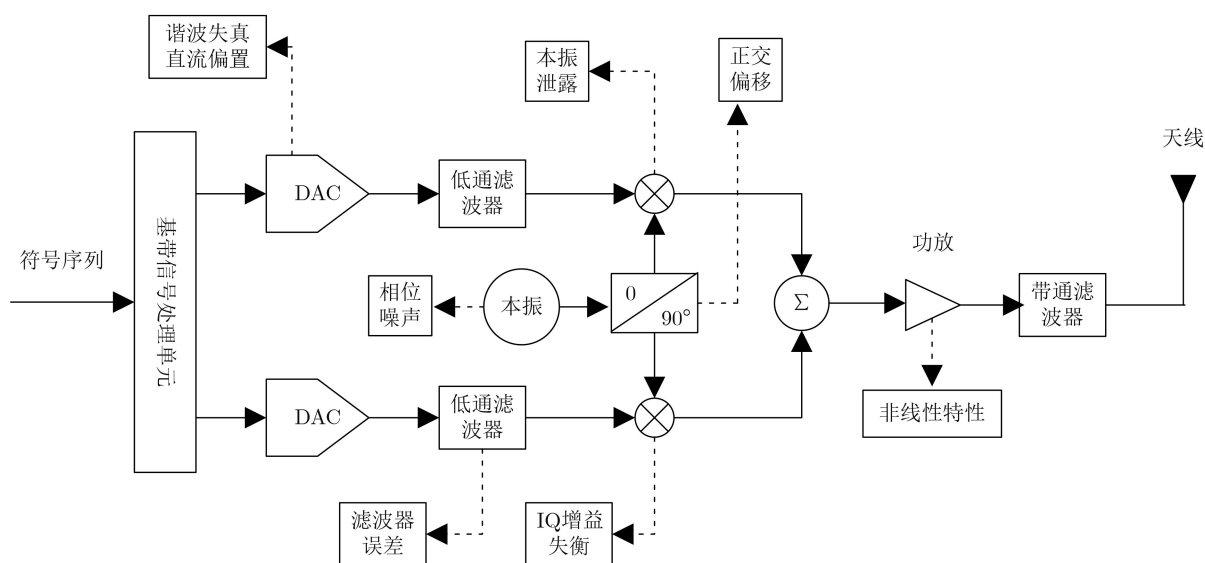 谐波失真
直流偏置
本振
泄露
正交
偏移
天线
DAC
低通滤
波器
符号序列
基带信号处理单元
相位
噪声
本振
0
90°
Σ
功放
带通滤
波器
DAC
低通滤
波器
非线性特性
滤波器
误差
IQ增益
失衡